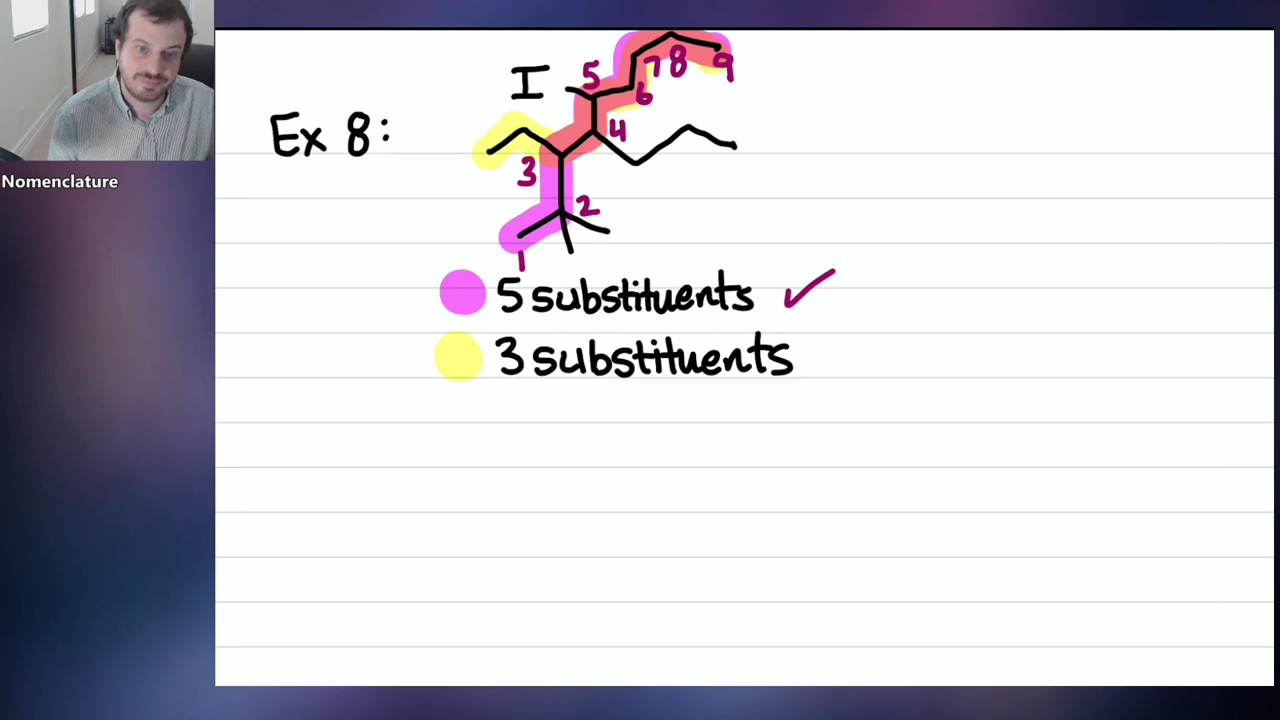 Nomenclature
Ex 8:
I
5
7
8
9
6
4
3
2
1
5 substituents ✓
3 substituents